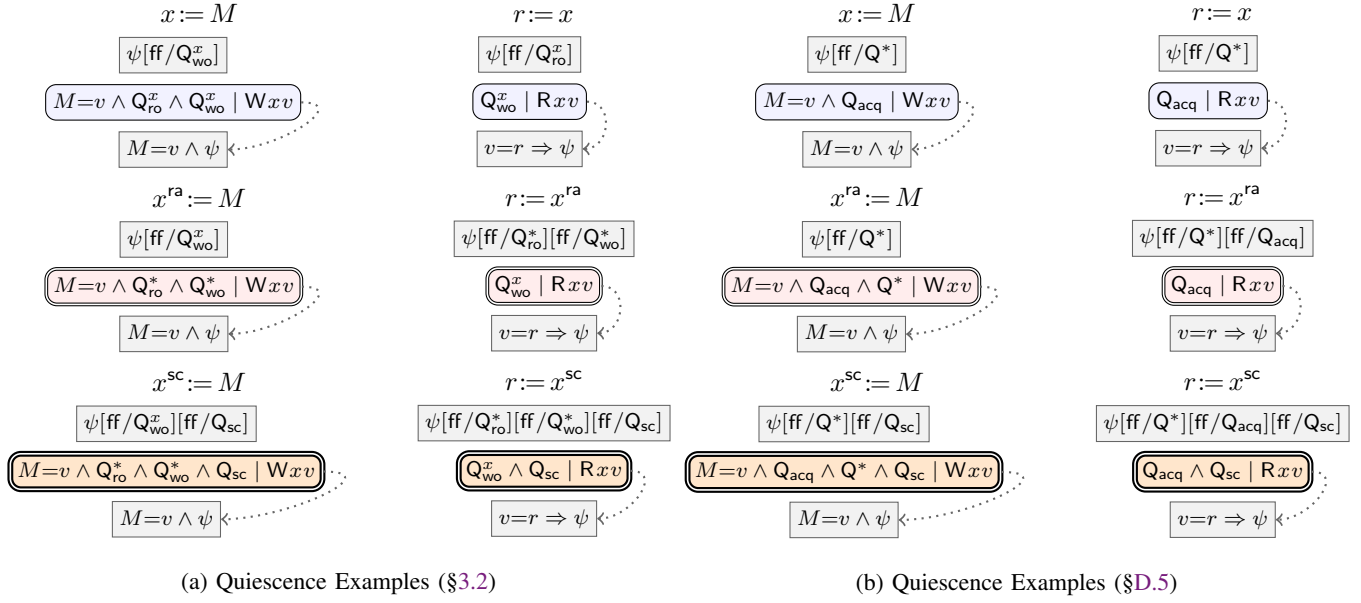 x := M r := x x := M r := x
ψ[ff/Q^x_wo] ψ[ff/Q^x_ro] ψ[ff/Q*] ψ[ff/Q*]
M=v ∧ Q^x_ro ∧ Q^x_wo | Wxv Q^x_wo | Rxv M=v ∧ Q_acq | Wxv Q_acq | Rxv
M=v ∧ ψ v=r ⇒ ψ M=v ∧ ψ v=r ⇒ ψ
x^ra := M r := x^ra x^ra := M r := x^ra
ψ[ff/Q^x_wo] ψ[ff/Q*_ro][ff/Q*_wo] ψ[ff/Q*] ψ[ff/Q*][ff/Q_acq]
M=v ∧ Q*_ro ∧ Q*_wo | Wxv Q^x_wo | Rxv M=v ∧ Q_acq ∧ Q* | Wxv Q_acq | Rxv
M=v ∧ ψ v=r ⇒ ψ M=v ∧ ψ v=r ⇒ ψ
x^sc := M r := x^sc x^sc := M r := x^sc
ψ[ff/Q^x_wo][ff/Q_sc] ψ[ff/Q*_ro][ff/Q*_wo][ff/Q_sc] ψ[ff/Q*][ff/Q_sc] ψ[ff/Q*][ff/Q_acq][ff/Q_sc]
M=v ∧ Q*_ro ∧ Q*_wo ∧ Q_sc | Wxv Q^x_wo ∧ Q_sc | Rxv M=v ∧ Q_acq ∧ Q* ∧ Q_sc | Wxv Q_acq ∧ Q_sc | Rxv
M=v ∧ ψ v=r ⇒ ψ M=v ∧ ψ v=r ⇒ ψ
(a) Quiescence Examples (§3.2) (b) Quiescence Examples (§D.5)